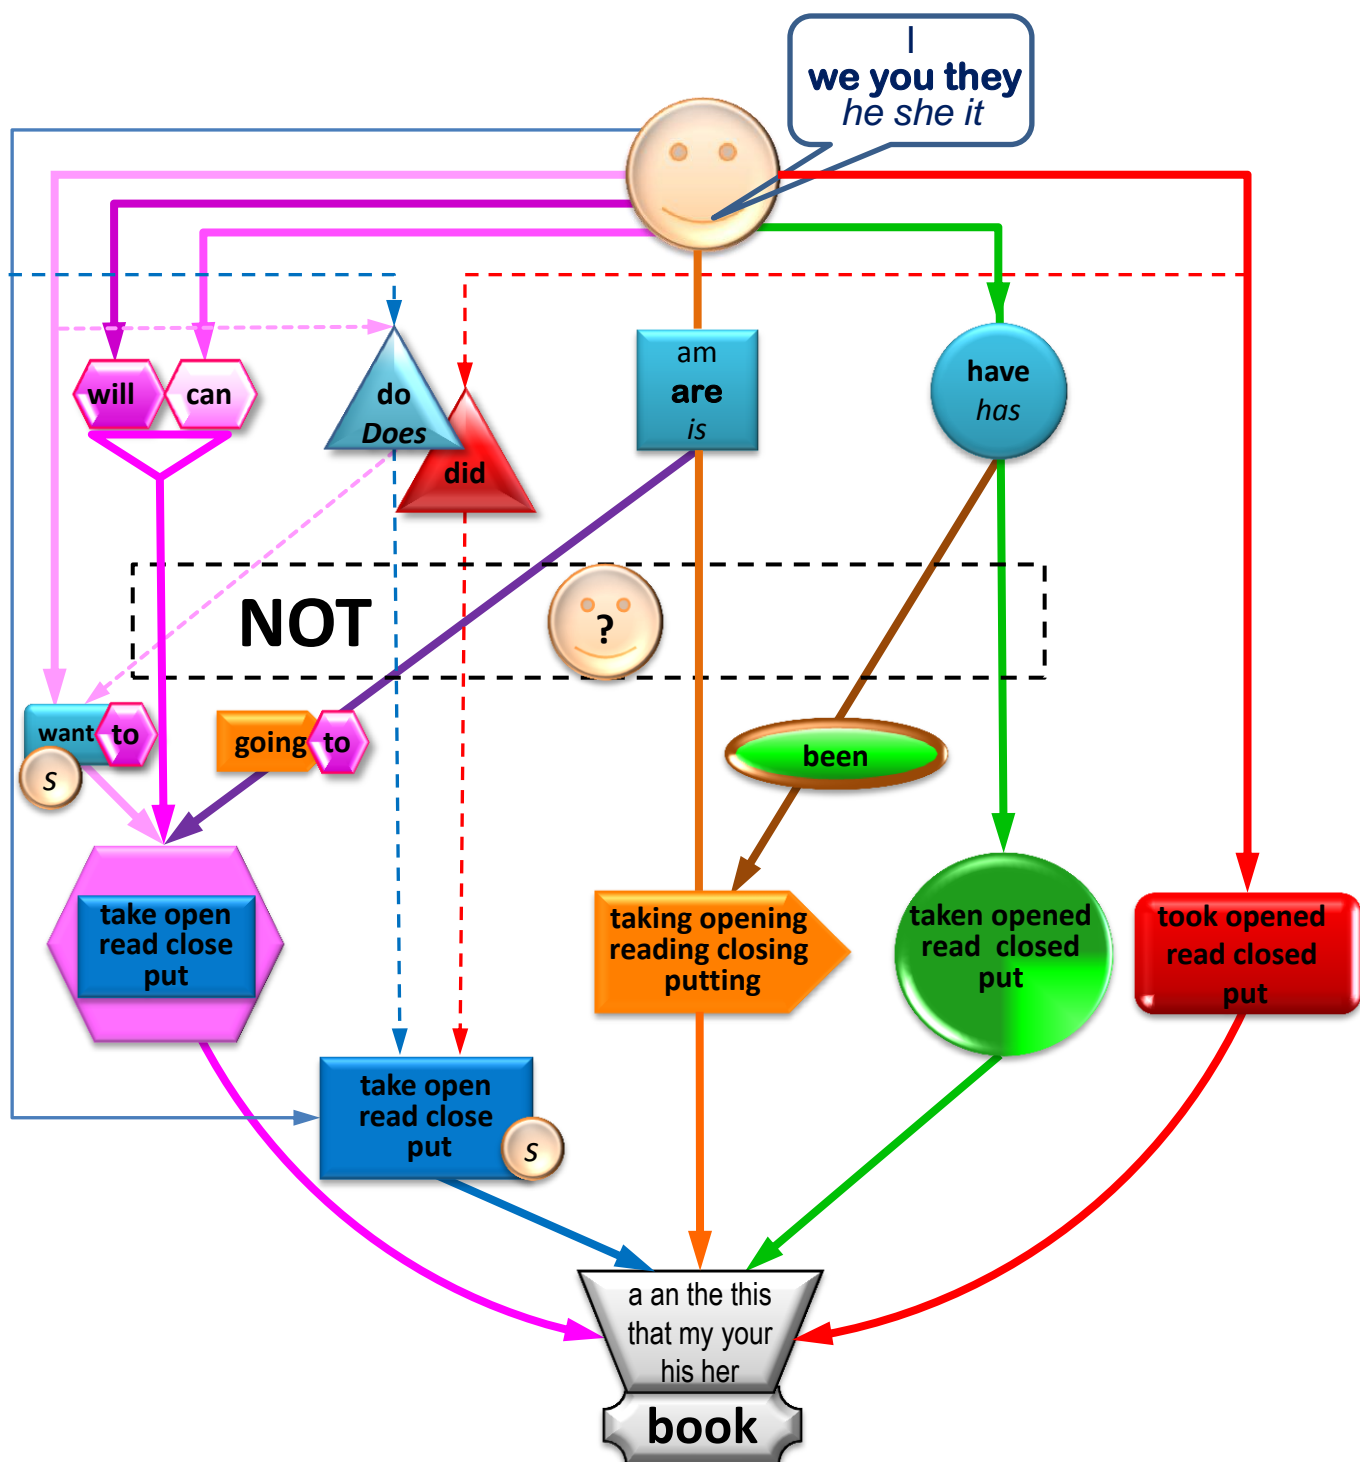 I
we you they
he she it
will
can
do
Does
did
am
are
is
have
has
NOT
?
want to
s
going to
been
take open
read close
put
taking opening
reading closing
putting
taken opened
read closed
put
took opened
read closed
put
take open
read close
put
s
a an the this
that my your
his her
book